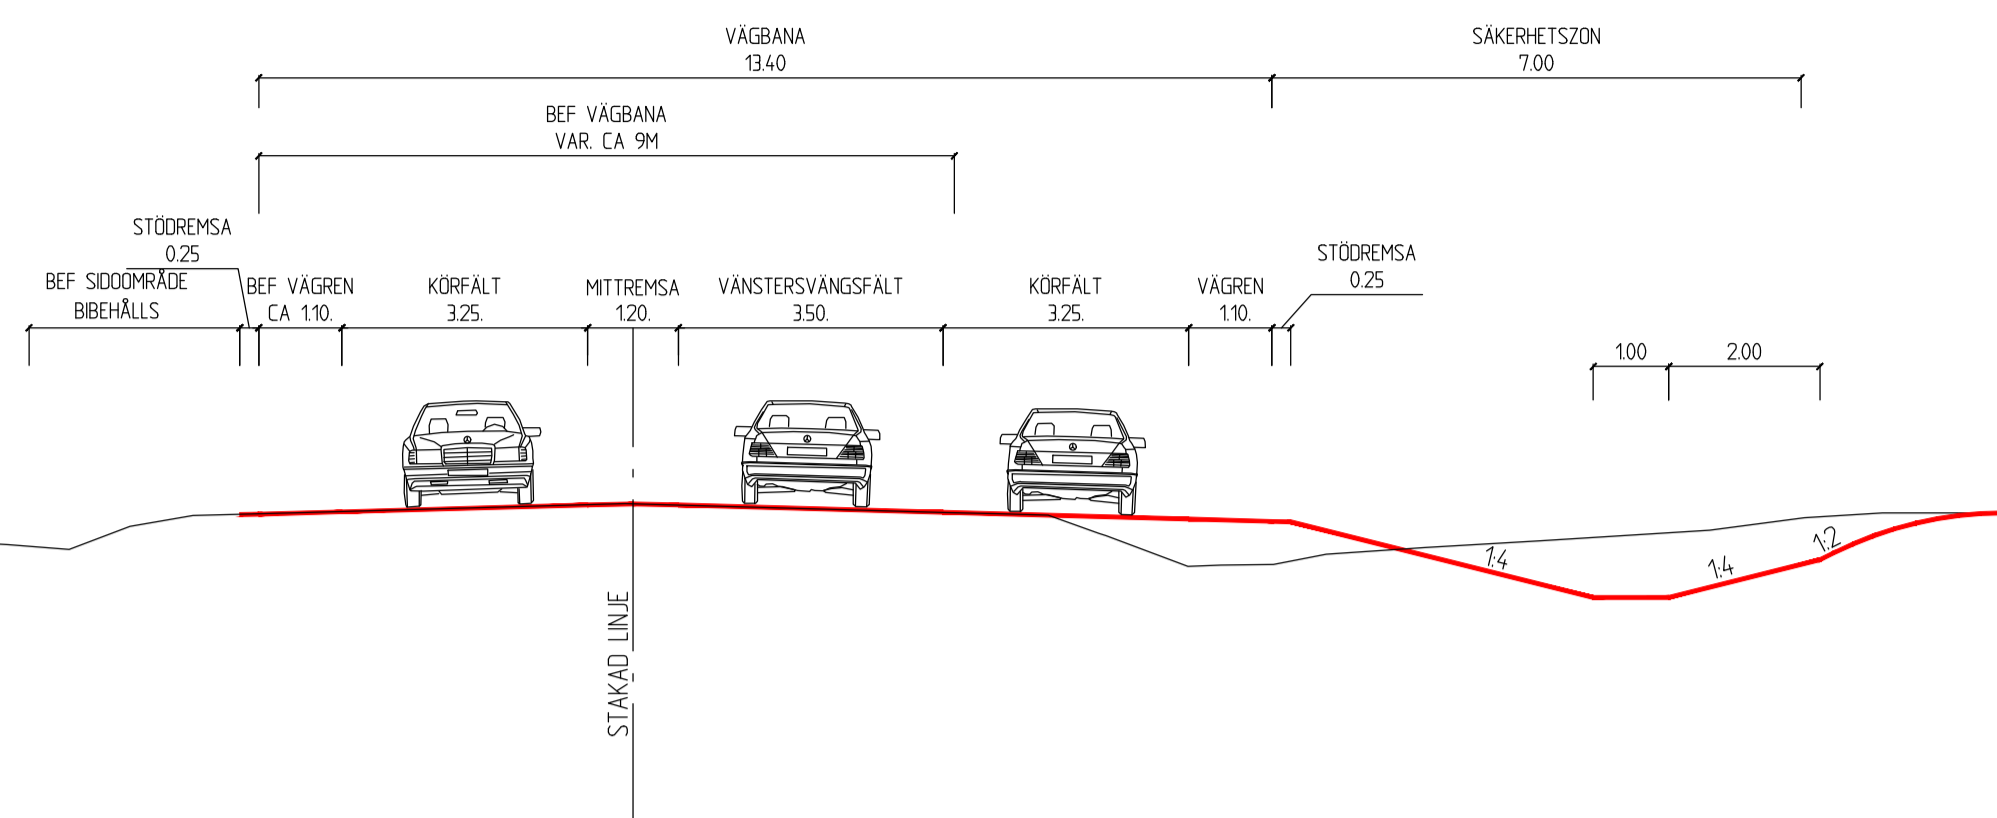 VÄGBANA
13.40
SÄKERHETSZON
7.00
BEF VÄGBANA
VAR. CA 9M
STÖDREMSA
0.25
BEF SIDOOMRÅDE
BIBEHÅLLS
BEF VÄGREN
CA 1.10.
KÖRFÄLT
3.25.
MITTREMSA
1.20.
VÄNSTERSVÄNGSFÄLT
3.50.
KÖRFÄLT
3.25.
VÄGREN
1.10.
STÖDREMSA
0.25
1.00
2.00
1:4
1:4
1:2
STAKAD LINJE